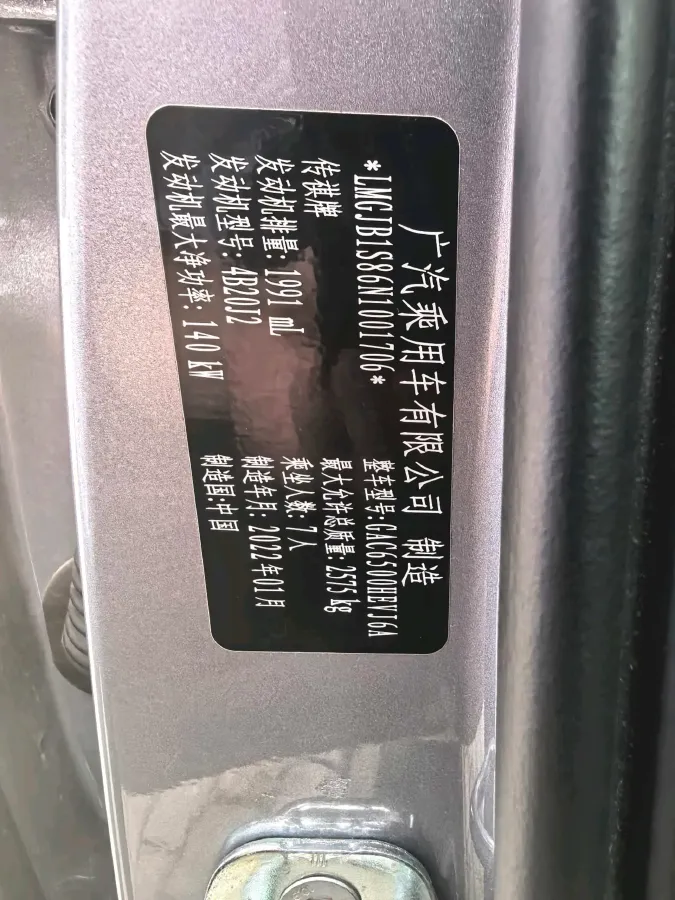 广汽乘用车有限公司 制造
*LMGJB1S86N1001706*
传祺牌 整车型号:GAC6500HEVJ6A
发动机排量:1991 mL 最大允许总质量:2575 kg
发动机型号:4B20J2 乘坐人数:7人
发动机最大净功率:140 kW 制造年月:2022年01月
制造国:中国